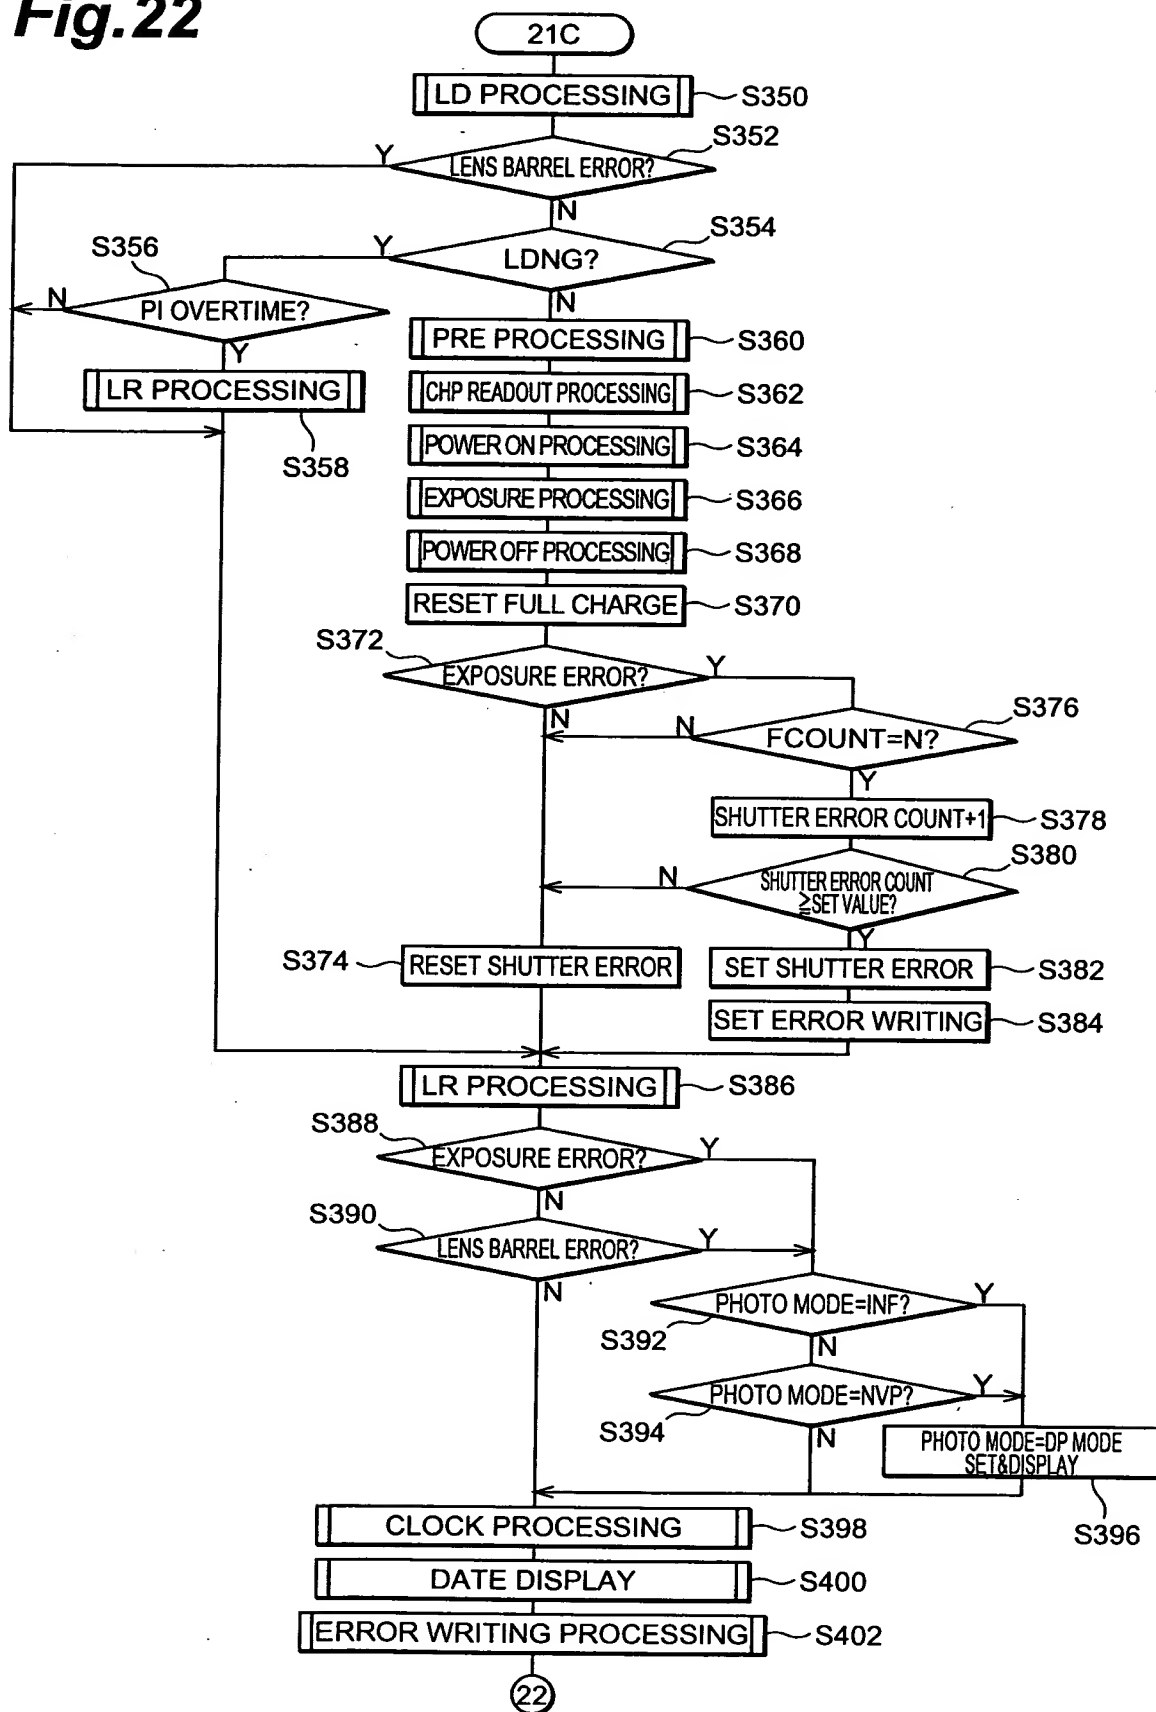 Fig.22
21C
LD PROCESSING
S350
S352
Y
LENS BARREL ERROR?
N
S354
Y
LDNG?
N
S356
N
PI OVERTIME?
Y
PRE PROCESSING
S360
LR PROCESSING
S358
CHP READOUT PROCESSING
S362
POWER ON PROCESSING
S364
EXPOSURE PROCESSING
S366
POWER OFF PROCESSING
S368
RESET FULL CHARGE
S370
S372
EXPOSURE ERROR?
Y
N
S376
N
FCOUNT=N?
Y
SHUTTER ERROR COUNT+1
S378
S380
N
SHUTTER ERROR COUNT
≧SET VALUE?
Y
S374
RESET SHUTTER ERROR
SET SHUTTER ERROR
S382
SET ERROR WRITING
S384
LR PROCESSING
S386
S388
EXPOSURE ERROR?
Y
N
S390
LENS BARREL ERROR?
Y
N
PHOTO MODE=INF?
Y
S392
N
PHOTO MODE=NVP?
Y
S394
N
PHOTO MODE=DP MODE
SET&DISPLAY
S396
CLOCK PROCESSING
S398
DATE DISPLAY
S400
ERROR WRITING PROCESSING
S402
22